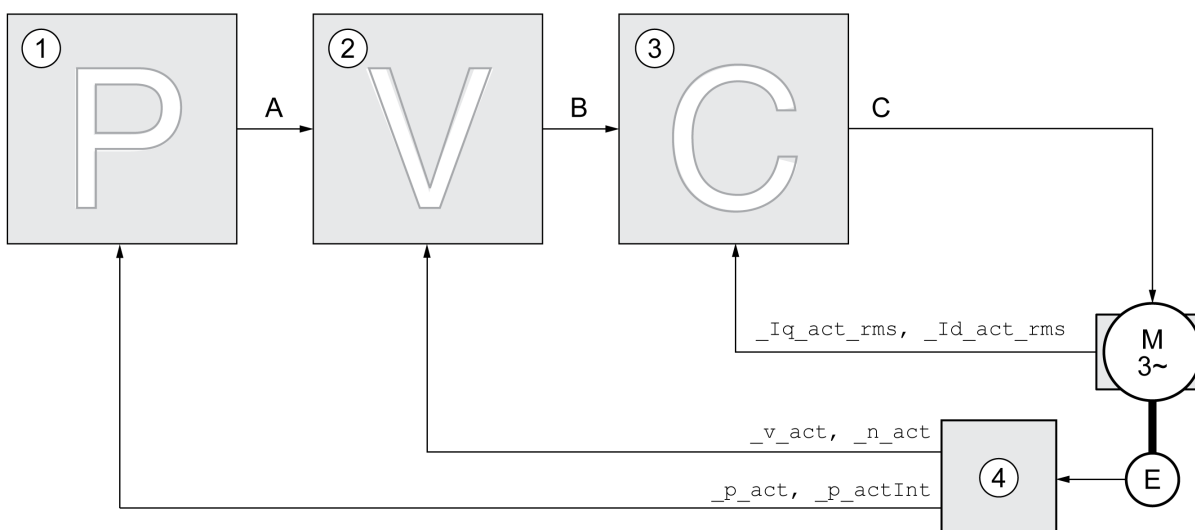 1
2
3
P
A
V
B
C
C
_Iq_act_rms, _Id_act_rms
M
3~
_v_act, _n_act
_p_act, _p_actInt
4
E